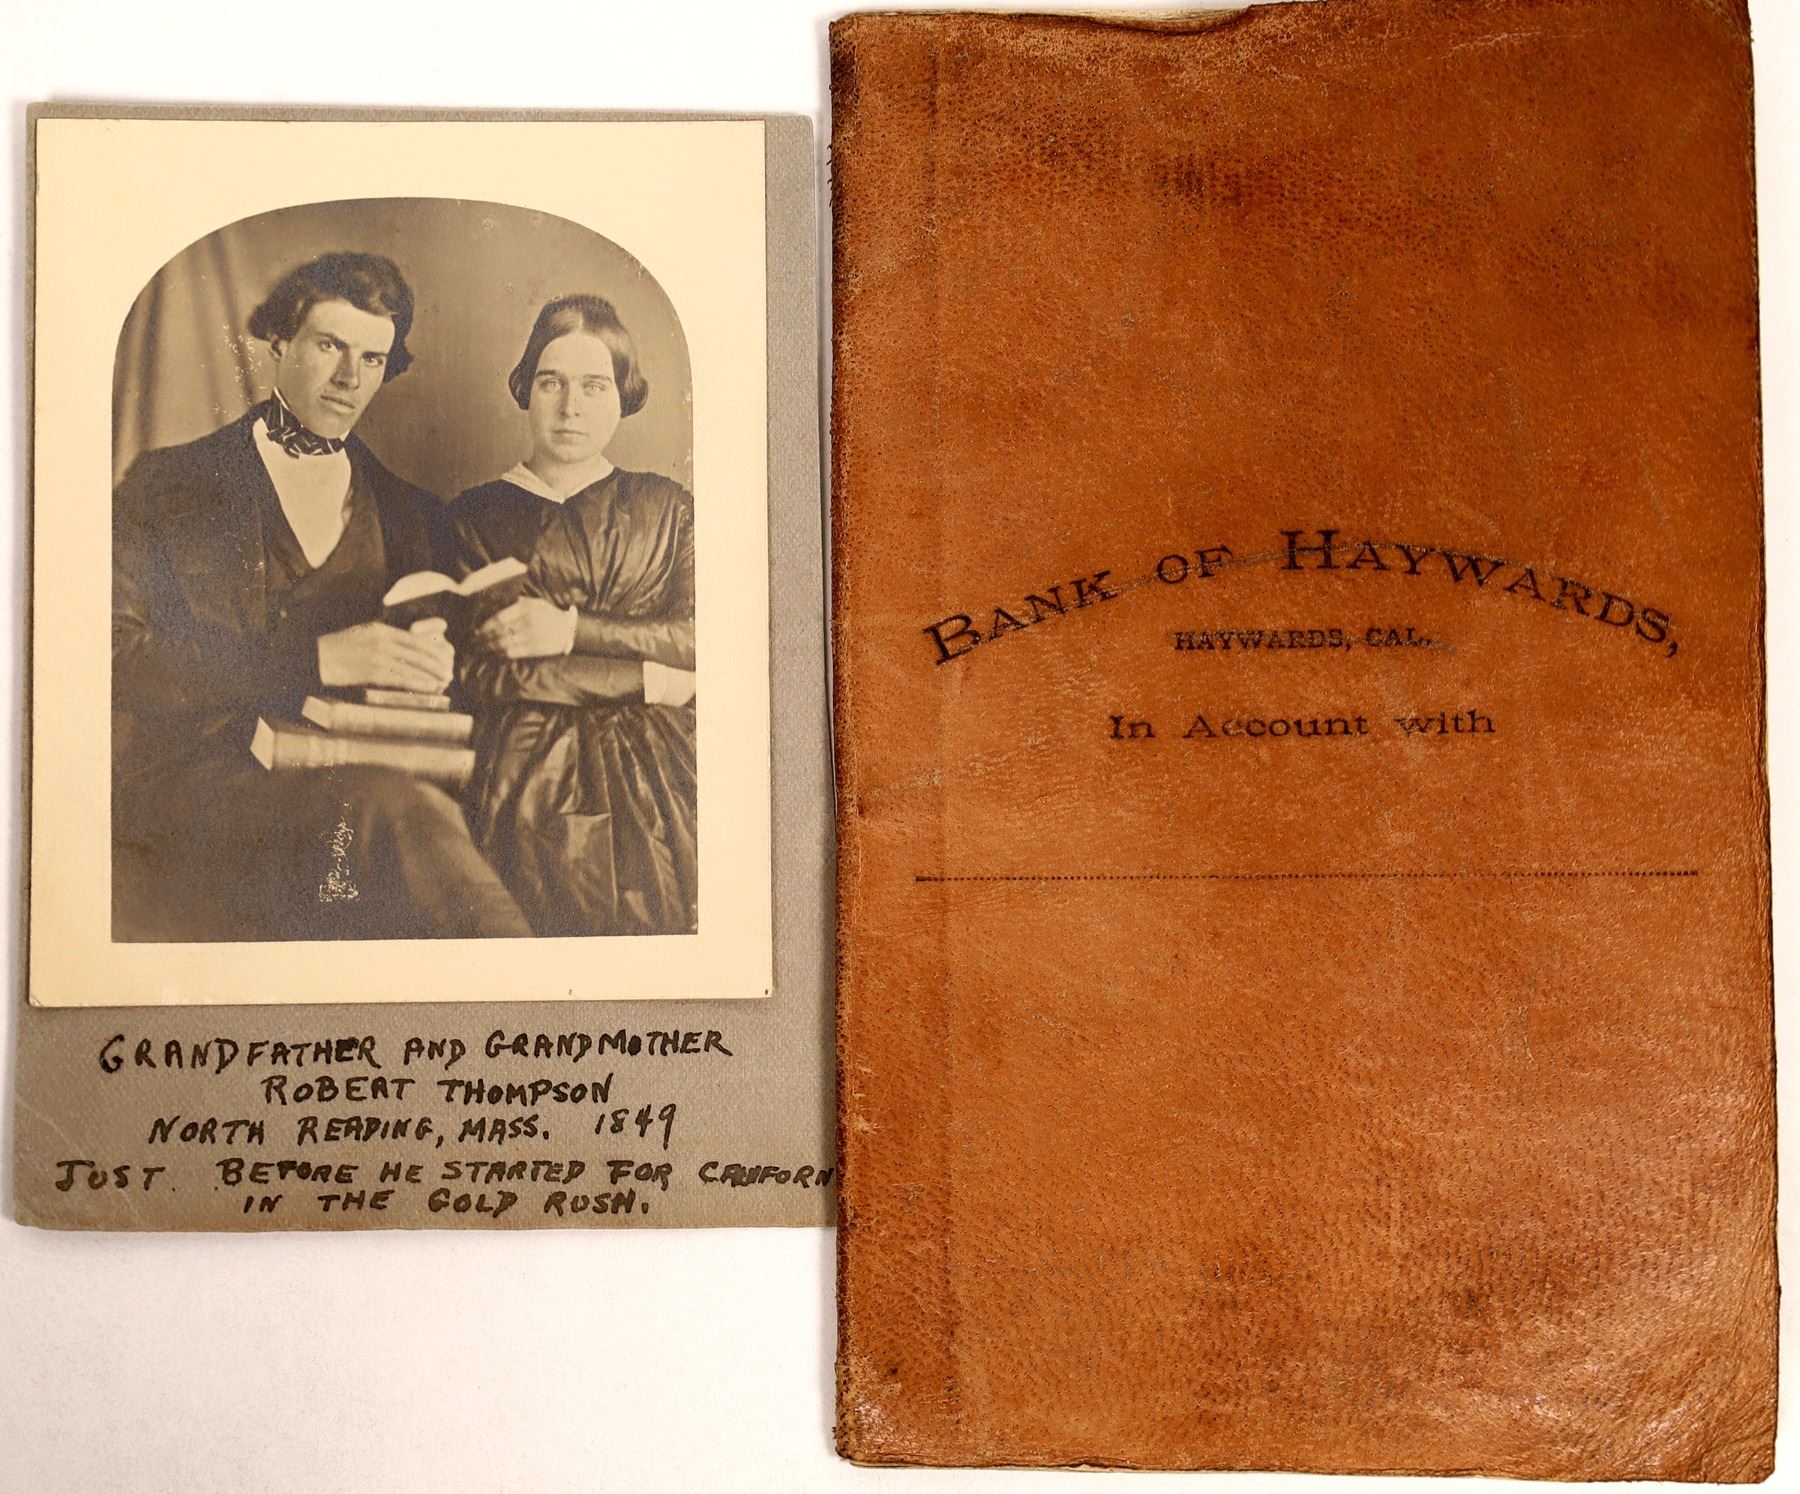 GRANDFATHER AND GRANDMOTHER
ROBERT THOMPSON
NORTH READING, MASS. 1849
JUST BEFORE HE STARTED FOR CALIFORN
IN THE GOLD RUSH.
BANK OF HAYWARDS,
HAYWARDS, CAL.
In Account with